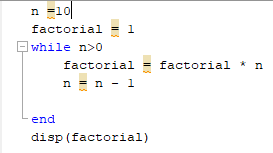 n =10
factorial = 1
while n>0
    factorial = factorial * n
    n = n - 1
end
disp(factorial)